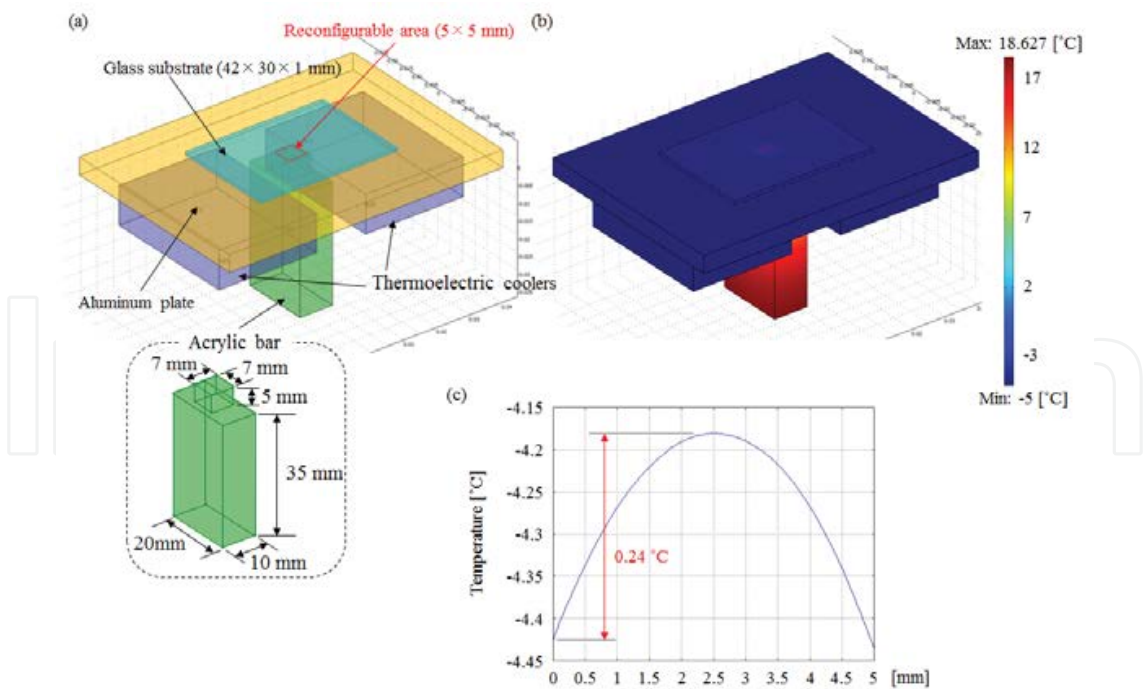 (a)
Reconfigurable area (5 × 5 mm)
Glass substrate (42 × 30 × 1 mm)
Thermoelectric coolers
Aluminum plate
Acrylic bar
7 mm
7 mm
5 mm
35 mm
20mm
10 mm
(b)
Max: 18.627 [°C]
17
12
7
2
-3
Min: -5 [°C]
(c)
Temperature [°C]
-4.15
-4.2
-4.25
-4.3
-4.35
-4.4
-4.45
0.24 °C
0 0.5 1 1.5 2 2.5 3 3.5 4 4.5 5 [mm]